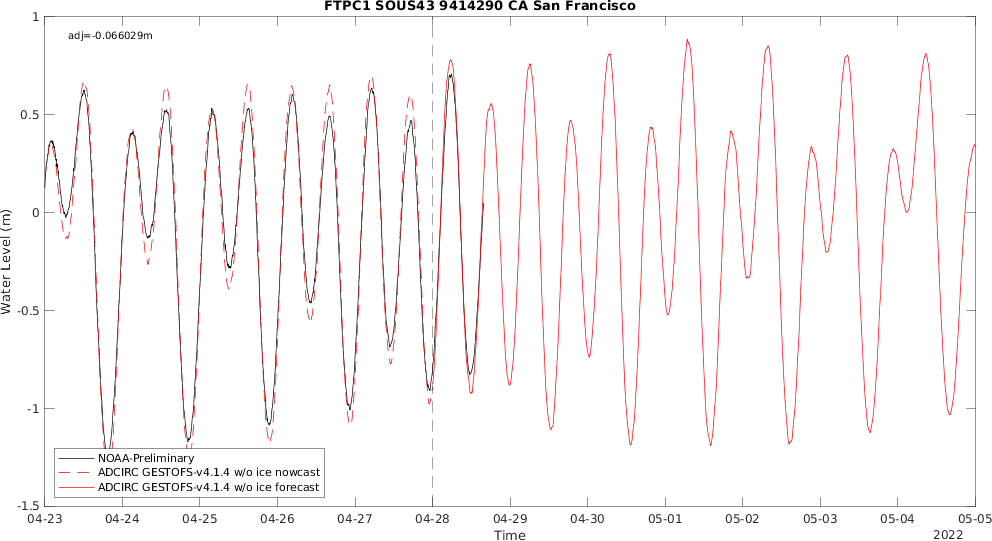 FTPC1 SOUS43 9414290 CA San Francisco
adj=-0.066029m
1
0.5
0
-0.5
-1
-1.5
Water Level (m)
NOAA-Preliminary
ADCIRC GESTOFS-v4.1.4 w/o ice nowcast
ADCIRC GESTOFS-v4.1.4 w/o ice forecast
04-23 04-24 04-25 04-26 04-27 04-28 04-29 04-30 05-01 05-02 05-03 05-04 05-05
Time
2022